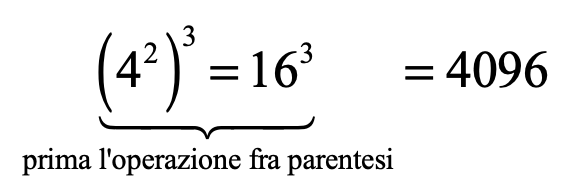 (4²)³ = 16³ = 4096
prima l'operazione fra parentesi